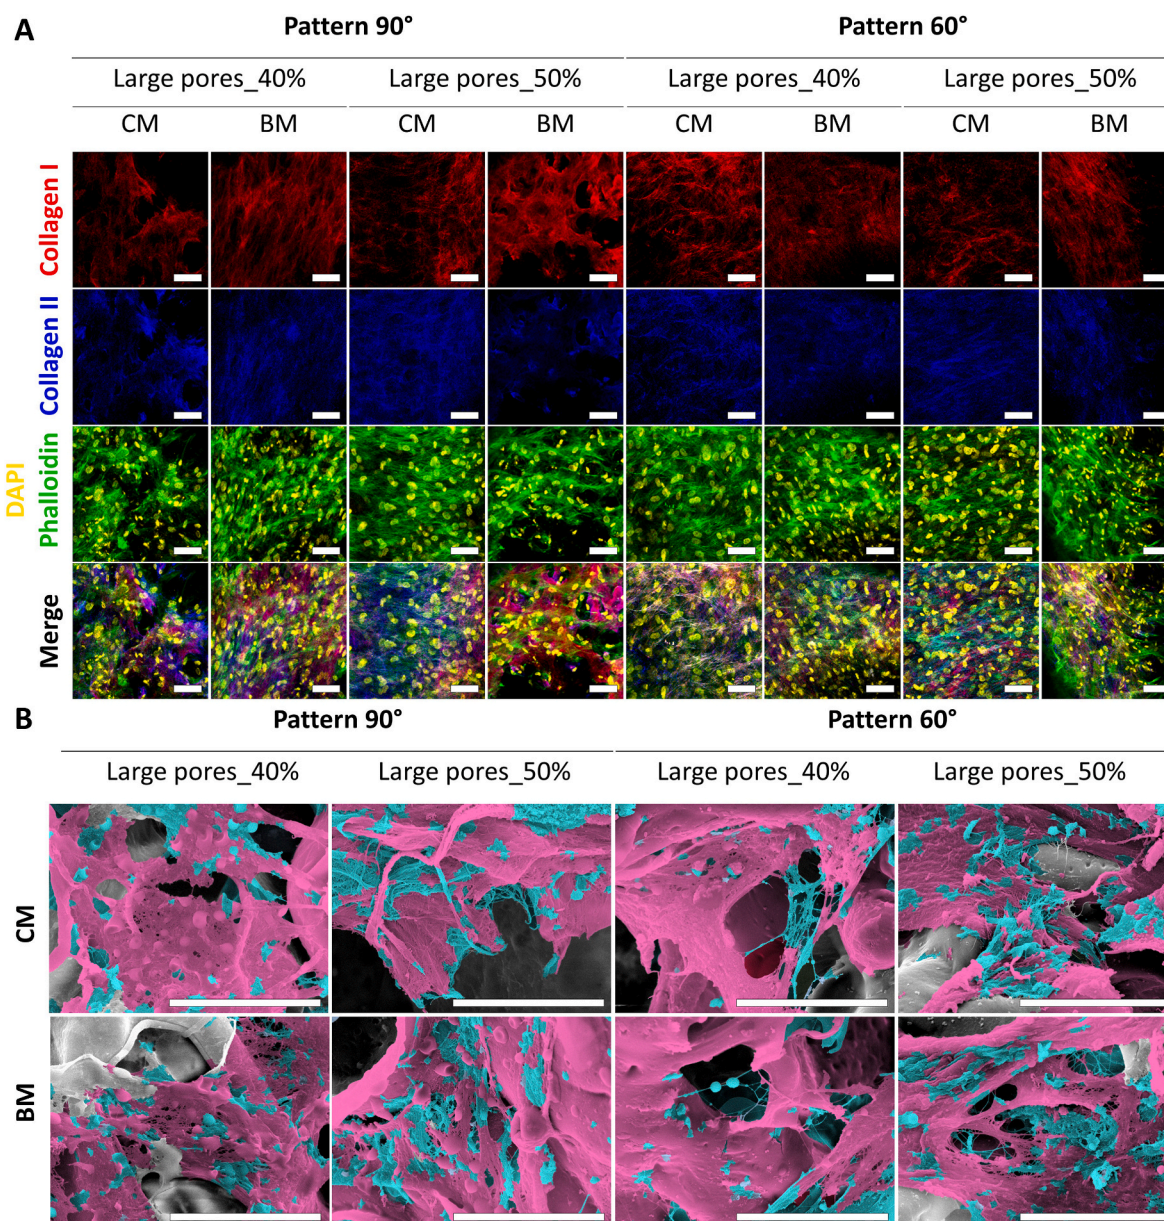 A
Pattern 90° Pattern 60°
Large pores_40% Large pores_50% Large pores_40% Large pores_50%
CM BM CM BM CM BM CM BM
Collagen I
Collagen II
DAPI
Phalloidin
Merge
B
Pattern 90° Pattern 60°
Large pores_40% Large pores_50% Large pores_40% Large pores_50%
CM
BM